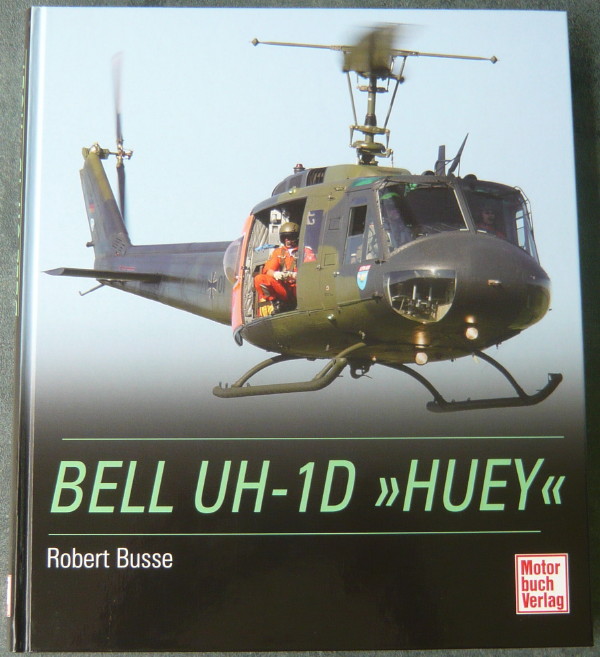 BELL UH-1D »HUEY«
Robert Busse
Motor
buch
Verlag